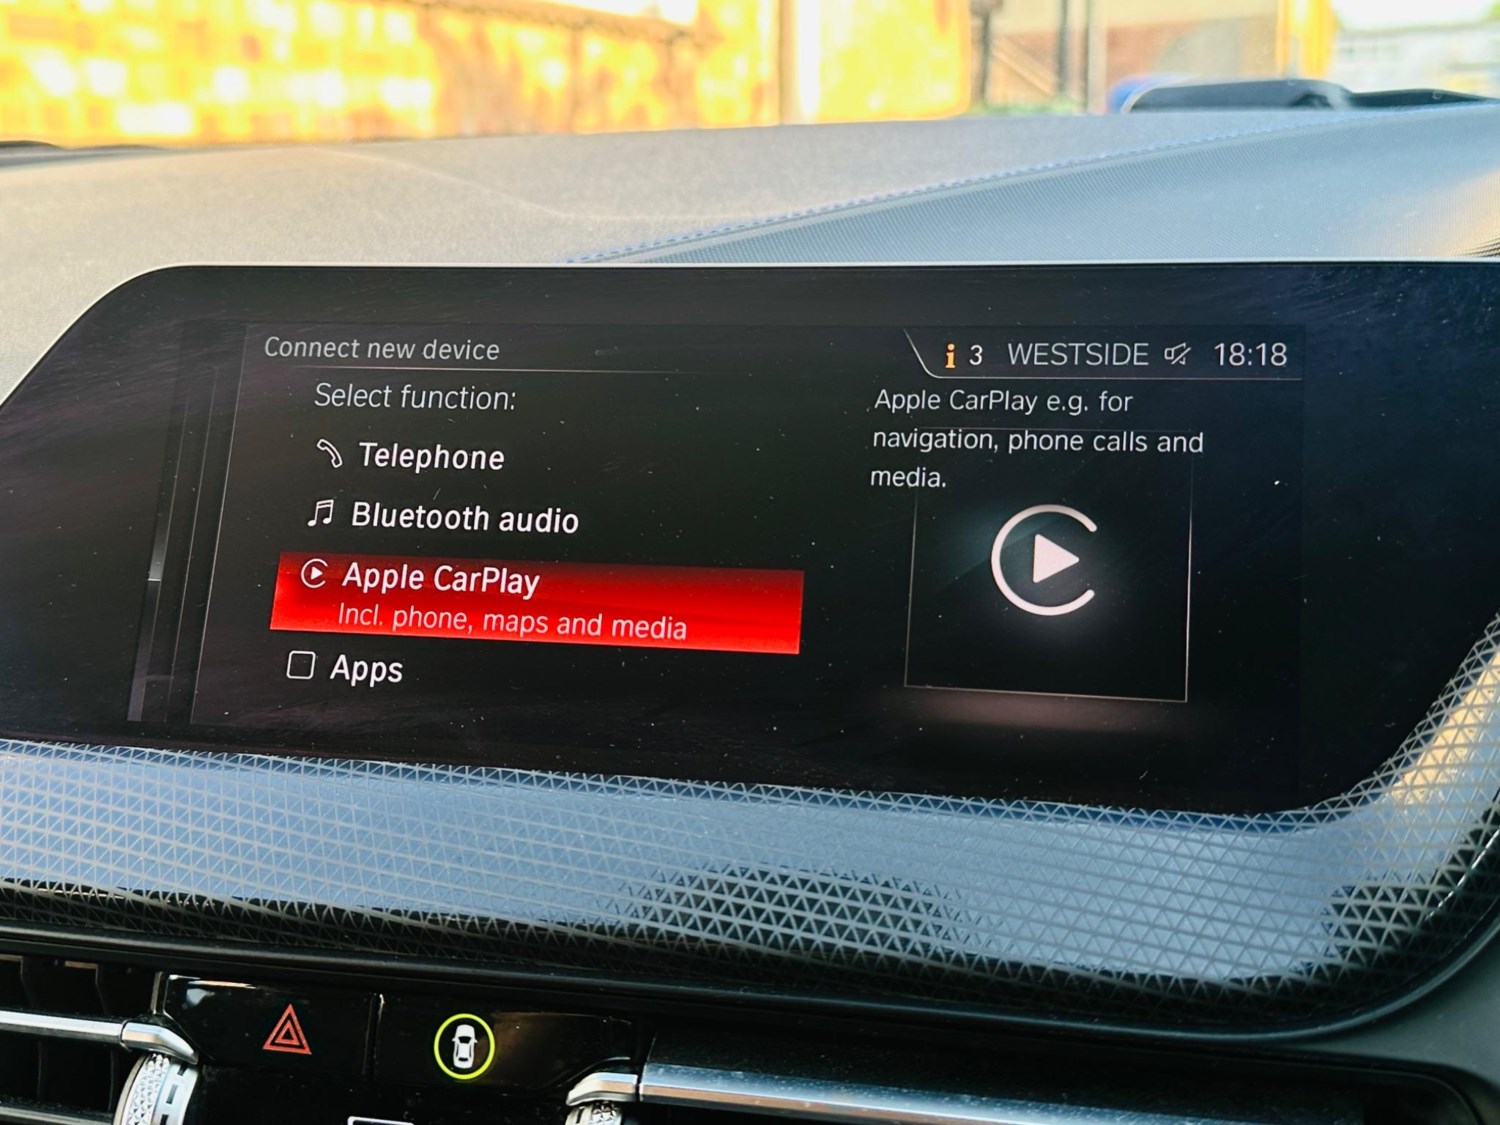 Connect new device
3 WESTSIDE 18:18
Select function:
Telephone
Bluetooth audio
Apple CarPlay
Incl. phone, maps and media
Apps
Apple CarPlay e.g. for
navigation, phone calls and
media.